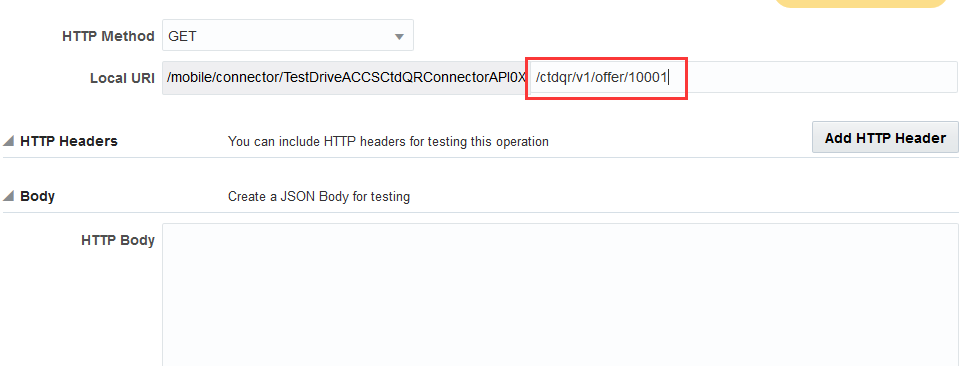 HTTP Method GET
Local URI /mobile/connector/TestDriveACCSCtdQRConnectorAPI0X /ctdqr/v1/offer/10001
HTTP Headers You can include HTTP headers for testing this operation Add HTTP Header
Body Create a JSON Body for testing
HTTP Body